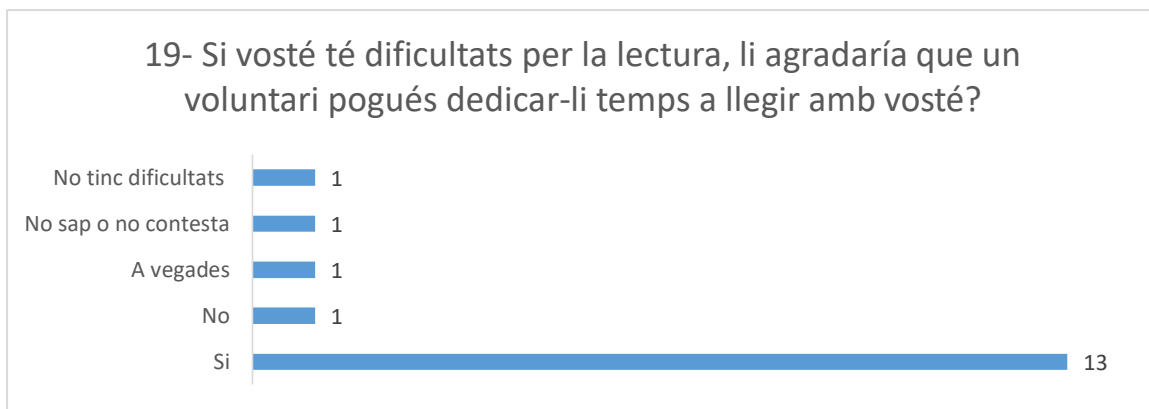 19- Si vosté té dificultats per la lectura, li agradaría que un
voluntari pogués dedicar-li temps a llegir amb vosté?
No tinc dificultats 1
No sap o no contesta 1
A vegades 1
No 1
Si 13